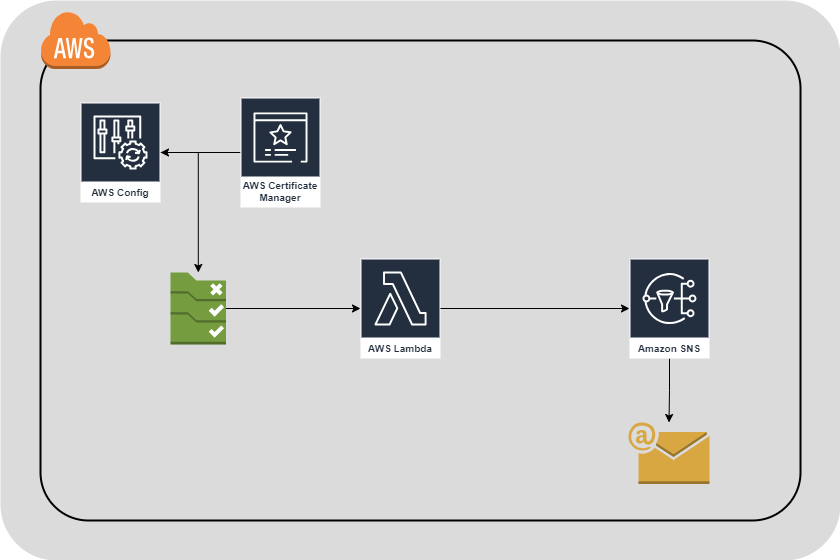 AWS
AWS Config
AWS Certificate
Manager
AWS Lambda
Amazon SNS
@